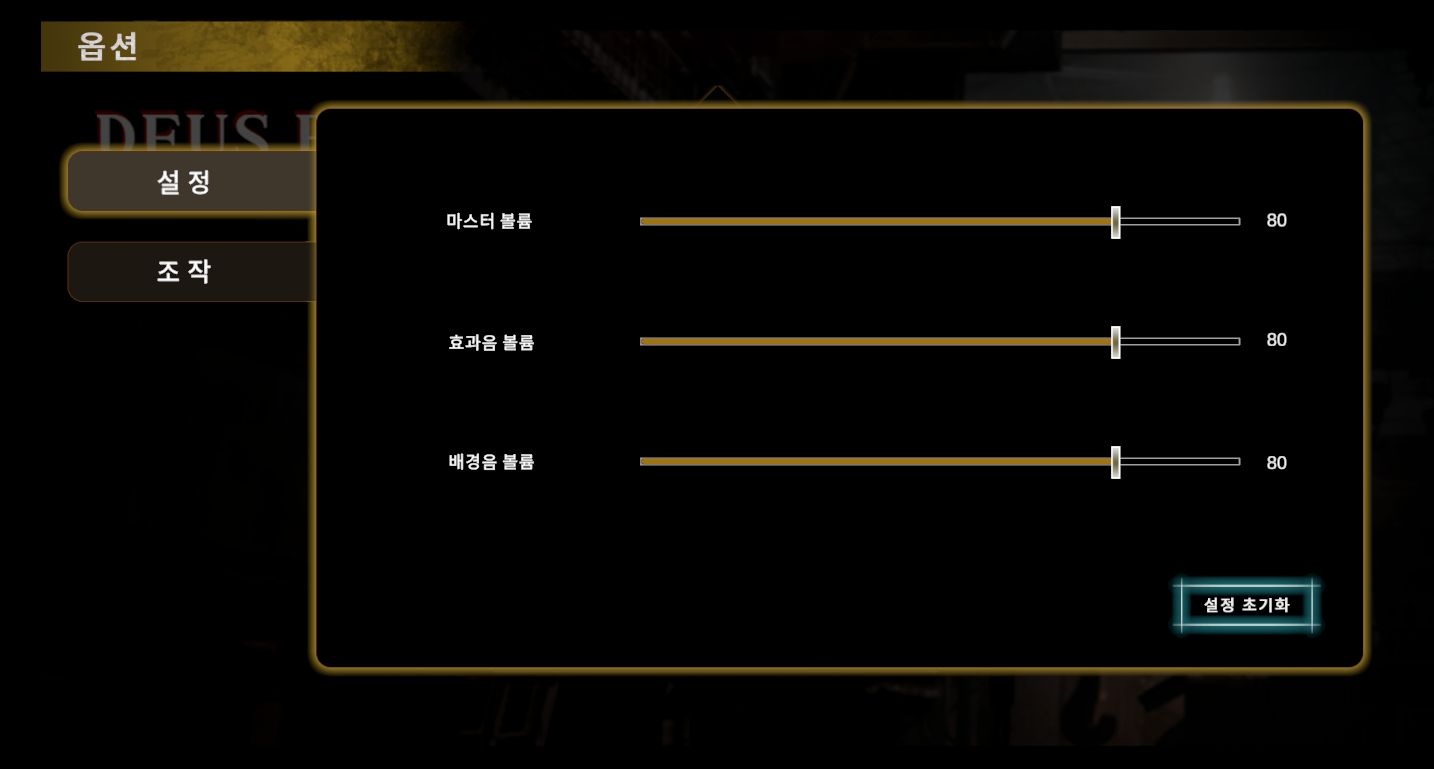 옵션
DEUS
설정
조작
마스터 볼륨 80
효과음 볼륨 80
배경음 볼륨 80
설정 초기화